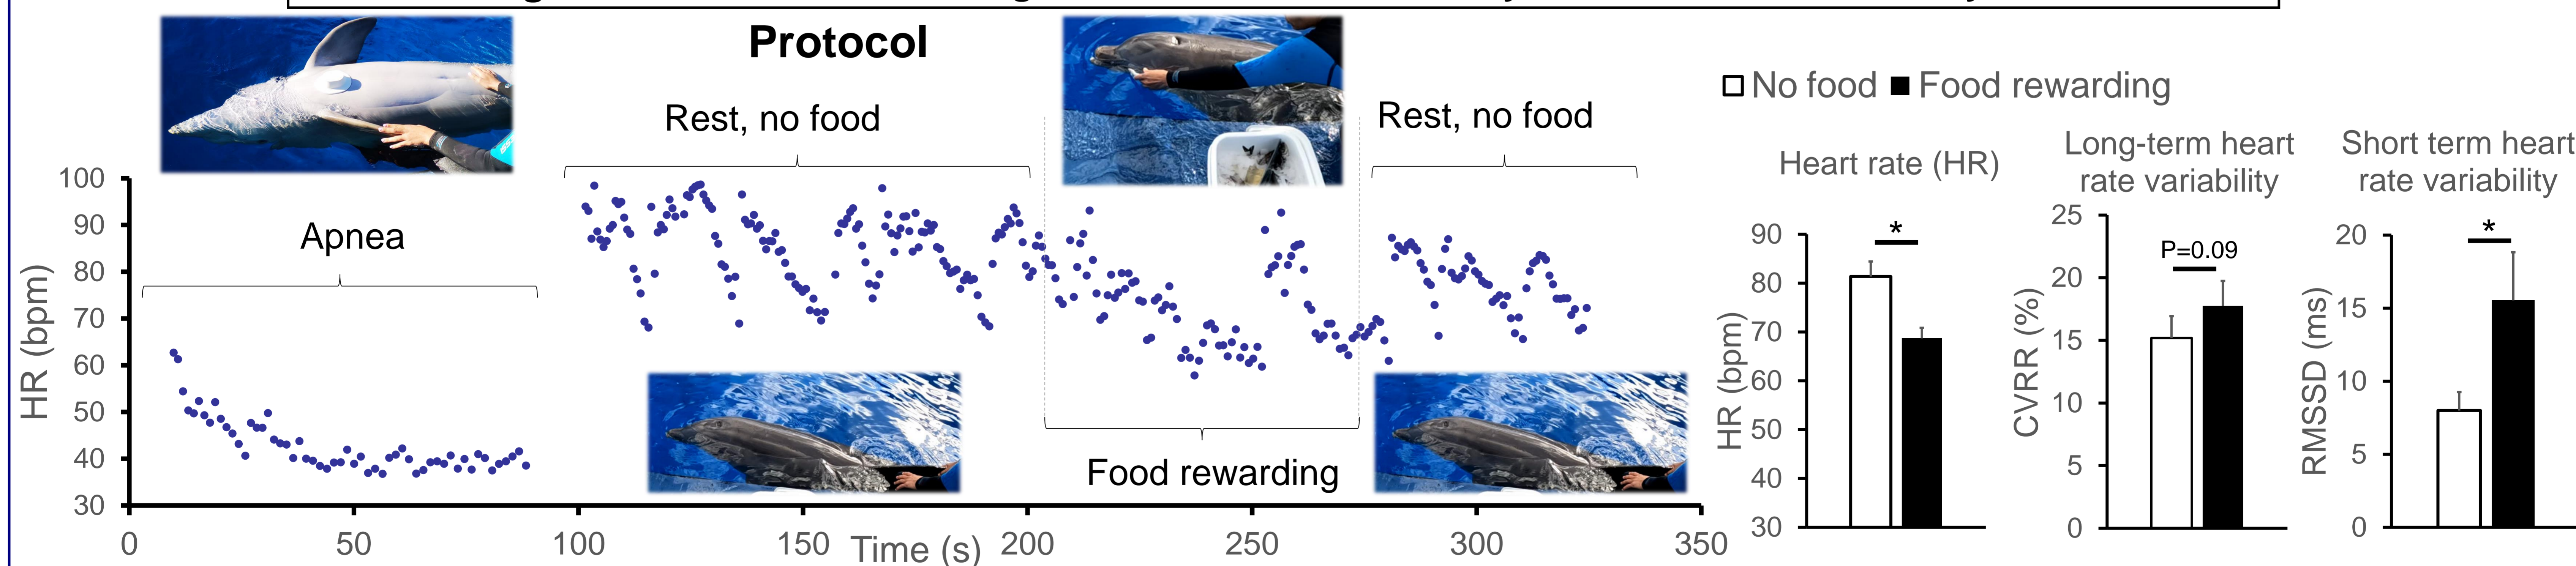 Protocol
Rest, no food
Rest, no food
Apnea
Food rewarding
HR (bpm)
100
90
80
70
60
50
40
30
0
50
100
150
200
250
300
350
Time (s)
No food
Food rewarding
Heart rate (HR)
*
HR (bpm)
90
80
70
60
50
40
30
Long-term heart
rate variability
P=0.09
CVRR (%)
25
20
15
10
5
0
Short term heart
rate variability
*
RMSSD (ms)
20
15
10
5
0